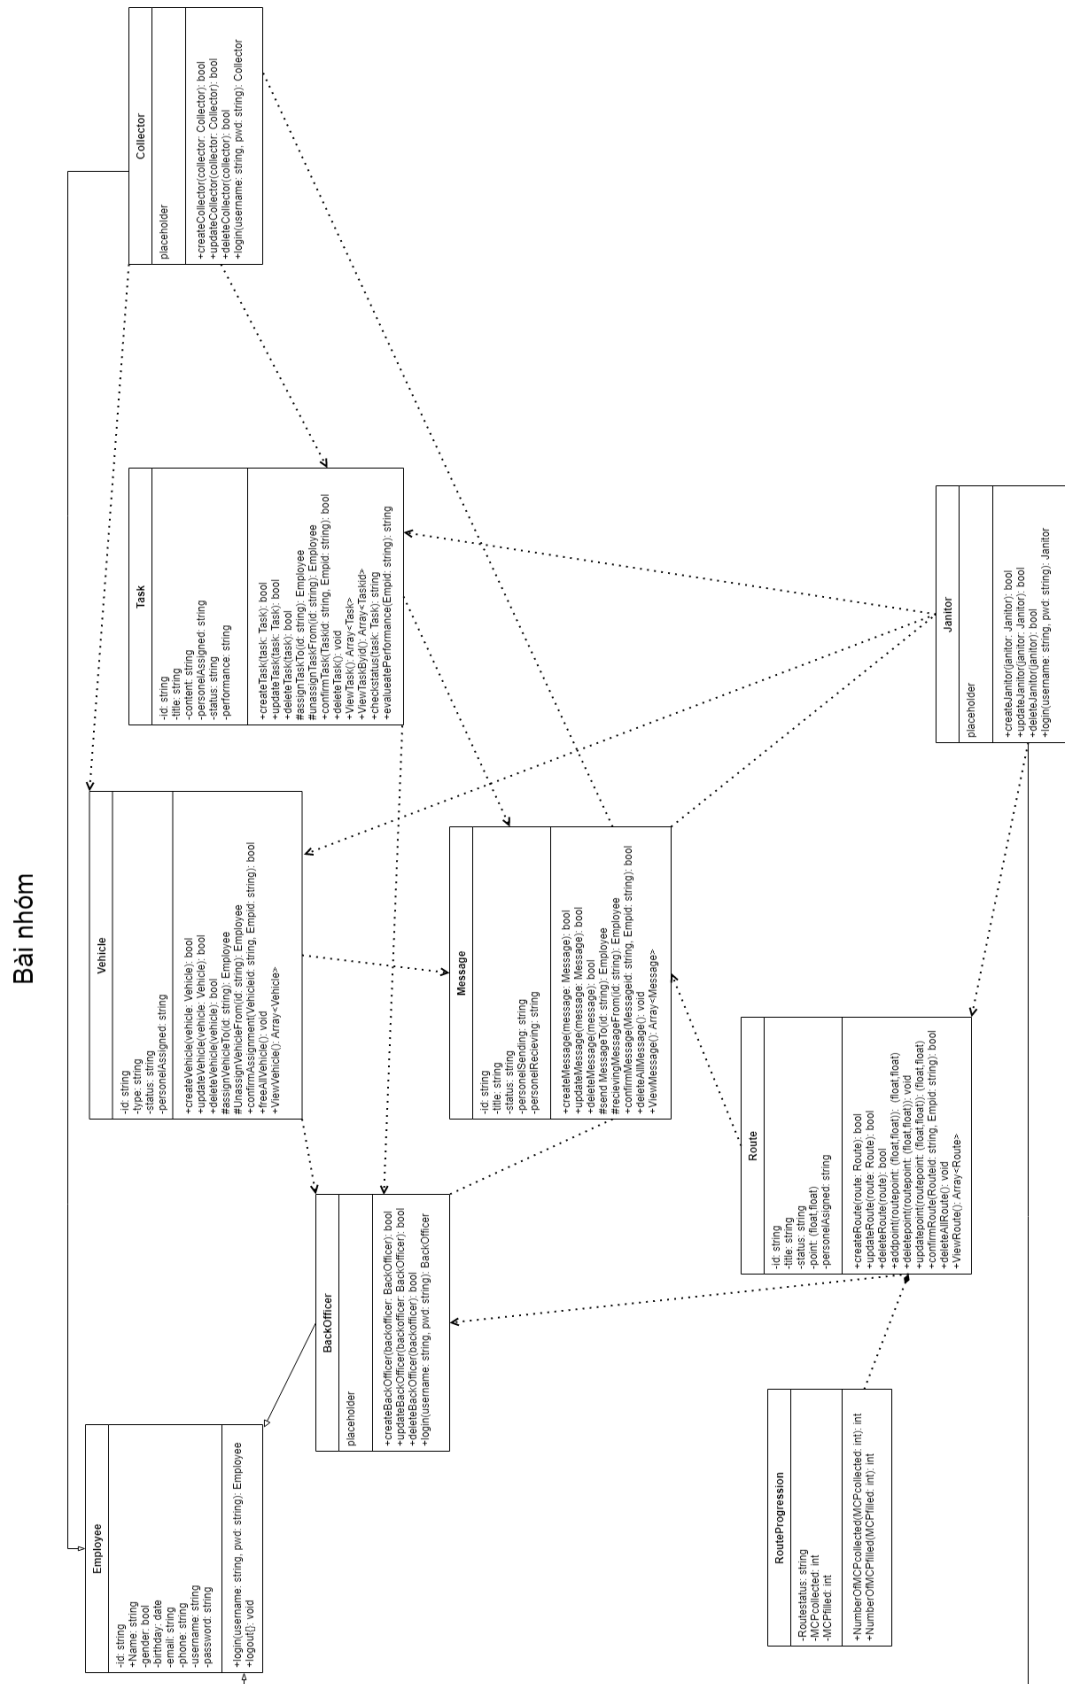 Bài nhóm
Employee
-id: string
+Name: string
-gender: bool
-birthday: date
-email: string
-phone: string
-username: string
-password: string
+login(username: string, pwd: string): Employee
+logout(): void
BackOfficer
placeholder
+createBackOfficer(backofficer: BackOfficer): bool
+updateBackOfficer(backofficer: BackOfficer): bool
+deleteBackOfficer(backofficer): bool
+login(username: string, pwd: string): BackOfficer
Vehicle
-id: string
-type: string
-status: string
-personelAssigned: string
+createVehicle(vehicle: Vehicle): bool
+updateVehicle(vehicle: Vehicle): bool
+deleteVehicle(vehicle): bool
#assignVehicleTo(id: string): Employee
#UnassignVehicleFrom(id: string): Employee
+confirmAssignment(Vehicleid: string, Empid: string): bool
+freeAllVehicle(): void
+ViewVehicle(): Array<Vehicle>
Task
-id: string
-title: string
-content: string
-personelAssigned: string
-status: string
-performance: string
+createTask(task: Task): bool
+updateTask(task: Task): bool
+deleteTask(task): bool
#assignTaskTo(id: string): Employee
#unassignTaskFrom(id: string): Employee
+confirmTask(Taskid: string, Empid: string): bool
+deleteTask(): void
+ViewTask(): Array<Task>
+ViewTaskByid(): Array<Taskid>
+checkstatus(task: Task): string
+evalueatePerformance(Empid: string): string
Collector
placeholder
+createCollector(collector: Collector): bool
+updateCollector(collector: Collector): bool
+deleteCollector(collector): bool
+login(username: string, pwd: string): Collector
Message
-id: string
-title: string
-status: string
-personelSending: string
-personelRecieving: string
+createMessage(message: Message): bool
+updateMessage(message: Message): bool
+deleteMessage(message): bool
#send MessageTo(id: string): Employee
#recievingMessageFrom(id: string): Employee
+confirmMessage(Messageid: string, Empid: string): bool
+deleteAllMessage(): void
+ViewMessage(): Array<Message>
RouteProgression
-Routestatus: string
-MCPcollected: int
-MCPfilled: int
+NumberOfMCPcollected(MCPcollected: int): int
+NumberOfMCPfilled(MCPfilled: int): int
Route
-id: string
-title: string
-status: string
-point: (float,float)
-personelAsigned: string
+createRoute(route: Route): bool
+updateRoute(route: Route): bool
+deleteRoute(route): bool
+addpoint(routepoint: (float,float)): (float,float)
+deletepoint(routepoint: (float,float)): void
+updatepoint(routepoint: (float,float)): (float,float)
+confirmRoute(Routeid: string, Empid: string): bool
+deleteAllRoute(): void
+ViewRoute(): Array<Route>
Janitor
placeholder
+createJanitor(janitor: Janitor): bool
+updateJanitor(janitor: Janitor): bool
+deleteJanitor(janitor): bool
+login(username: string, pwd: string): Janitor